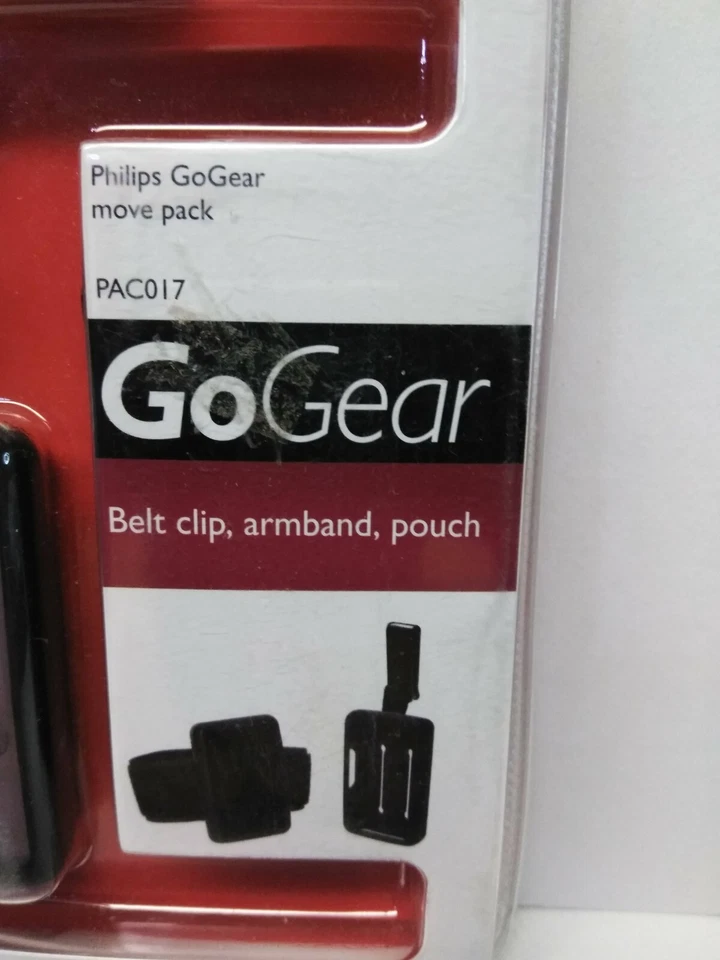 Philips GoGear
move pack
PAC017
GoGear
Belt clip, armband, pouch